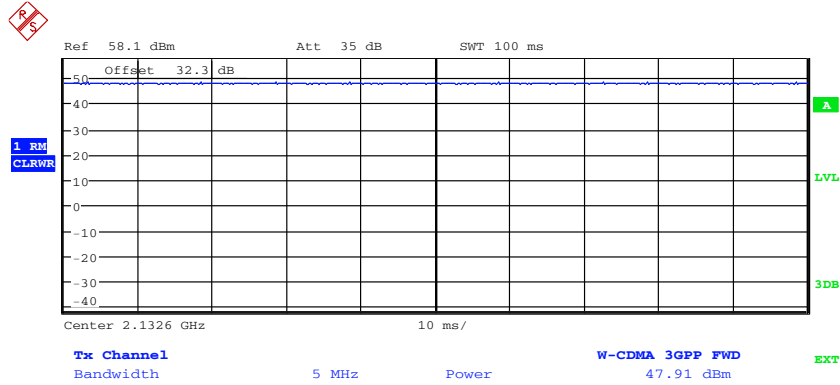 R
S
Ref 58.1 dBm Att 35 dB SWT 100 ms
Offset 32.3 dB
50
40
A
30
1 RM
20
CLRWR
10
LVL
0
-10
-20
-30
3DB
-40
Center 2.1326 GHz 10 ms/
Tx Channel W-CDMA 3GPP FWD
EXT
Bandwidth 5 MHz Power 47.91 dBm